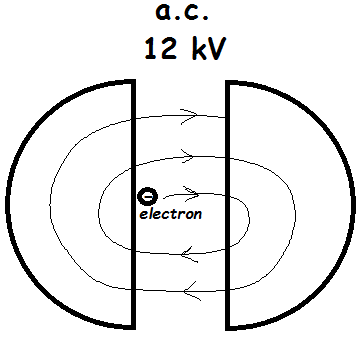 a.c.
12 kV
−
electron